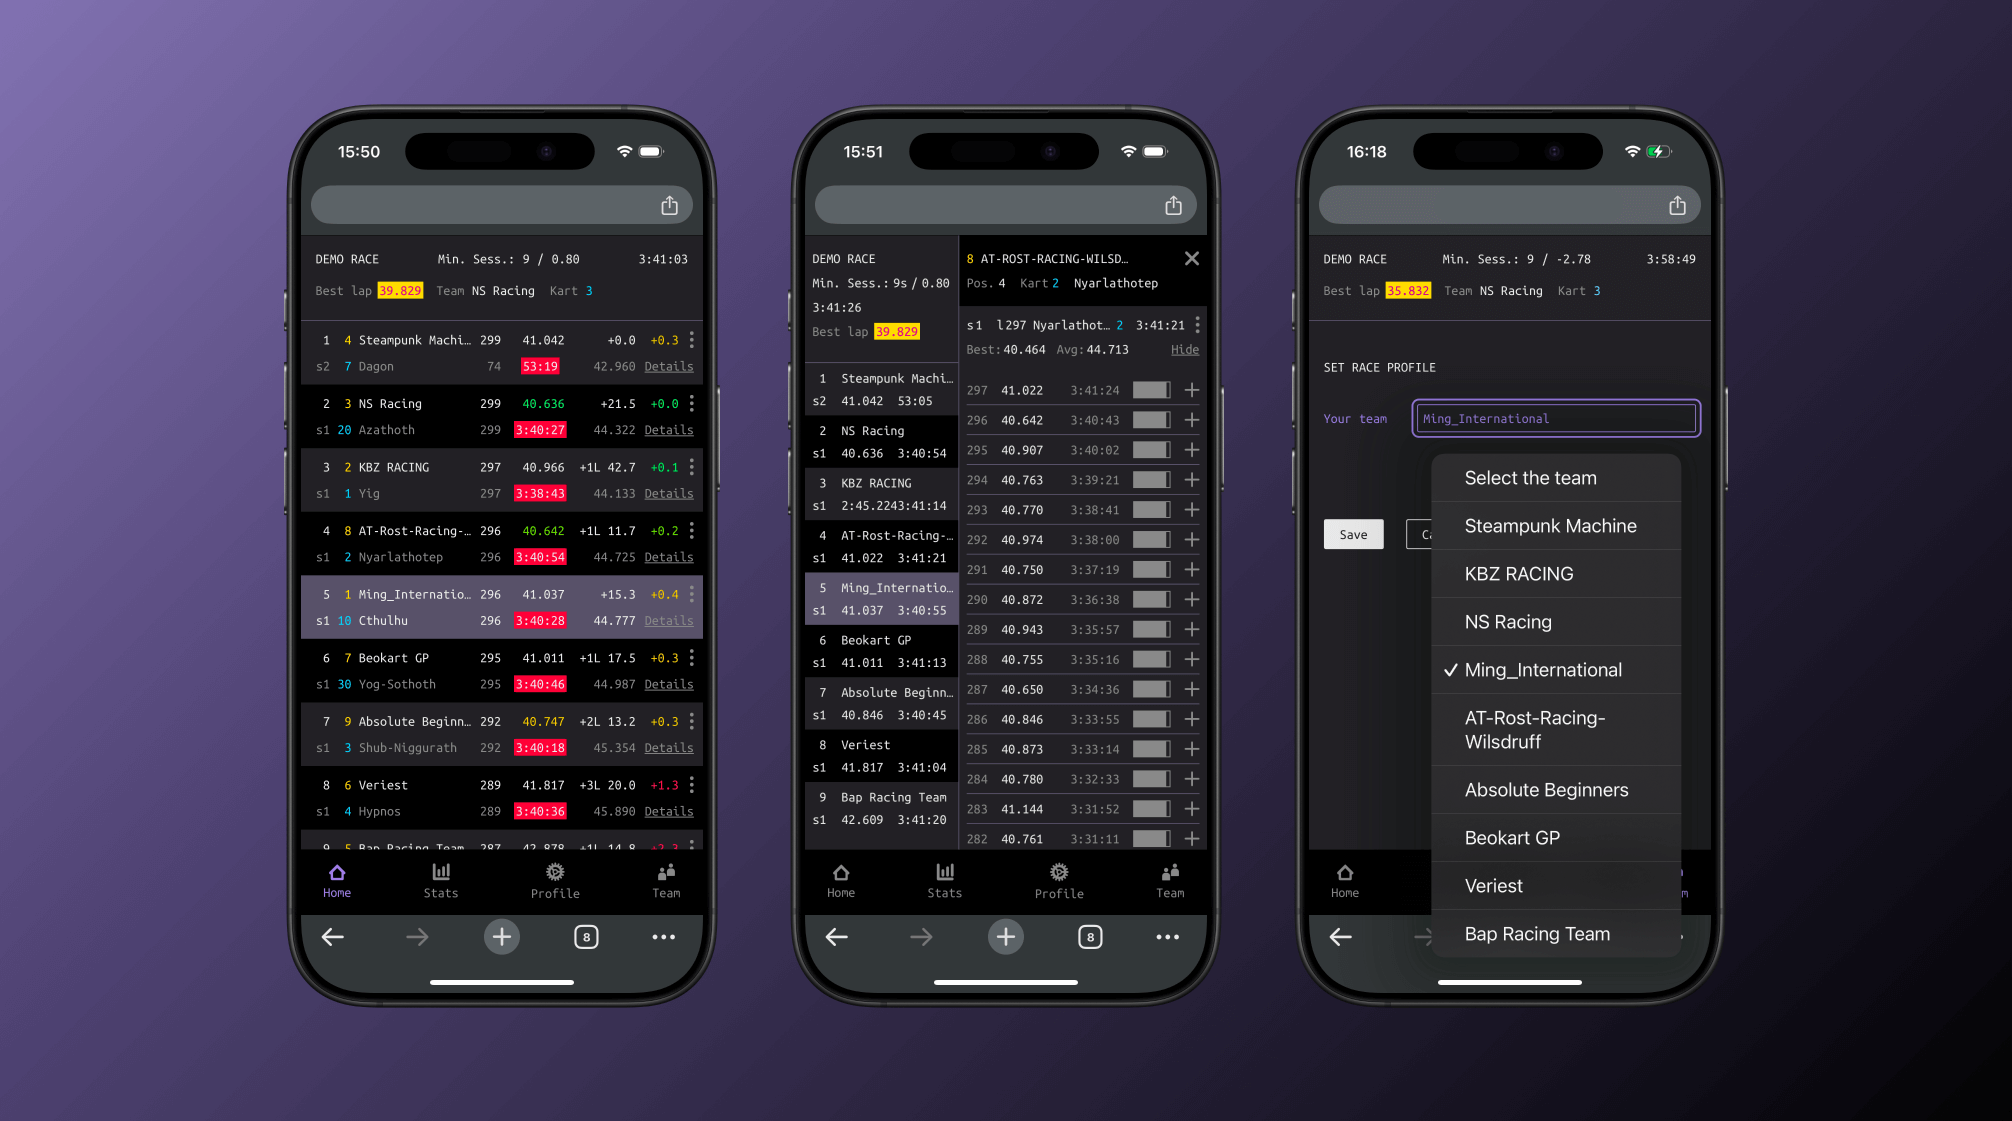 15:50
DEMO RACE Min. Sess.: 9 / 0.80 3:41:03
Best lap 39.829 Team NS Racing Kart 3
1 4 Steampunk Machi… 299 41.042 +0.0 +0.3
s2 7 Dagon 74 53:19 42.960 Details
2 3 NS Racing 299 40.636 +21.5 +0.0
s1 20 Azathoth 299 3:40:27 44.322 Details
3 2 KBZ RACING 297 40.966 +1L 42.7 +0.1
s1 1 Yig 297 3:38:43 44.133 Details
4 8 AT-Rost-Racing-… 296 40.642 +1L 11.7 +0.2
s1 2 Nyarlathotep 296 3:40:54 44.725 Details
5 1 Ming_Internatio… 296 41.037 +15.3 +0.4
s1 10 Cthulhu 296 3:40:28 44.777 Details
6 7 Beokart GP 295 41.011 +1L 17.5 +0.3
s1 30 Yog-Sothoth 295 3:40:46 44.987 Details
7 9 Absolute Beginn… 292 40.747 +2L 13.2 +0.3
s1 3 Shub-Niggurath 292 3:40:18 45.354 Details
8 6 Veriest 289 41.817 +3L 20.0 +1.3
s1 4 Hypnos 289 3:40:36 45.890 Details
9 5 Bap Racing Team 287 42.878 +1L 14.8 +2.3
Home Stats Profile Team
8
15:51
DEMO RACE
Min. Sess.: 9s / 0.80
3:41:26
Best lap 39.829
1 Steampunk Machi…
s2 41.042 53:05
2 NS Racing
s1 40.636 3:40:54
3 KBZ RACING
s1 2:45.2243:41:14
4 AT-Rost-Racing-…
s1 41.022 3:41:21
5 Ming_Internatio…
s1 41.037 3:40:55
6 Beokart GP
s1 41.011 3:41:13
7 Absolute Beginn…
s1 40.846 3:40:45
8 Veriest
s1 41.817 3:41:04
9 Bap Racing Team
s1 42.609 3:41:20
8 AT-ROST-RACING-WILSD…
Pos. 4 Kart 2 Nyarlathotep
s1 l297 Nyarlathot… 2 3:41:21
Best: 40.464 Avg: 44.713 Hide
297 41.022 3:41:24
296 40.642 3:40:43
295 40.907 3:40:02
294 40.763 3:39:21
293 40.770 3:38:41
292 40.974 3:38:00
291 40.750 3:37:19
290 40.872 3:36:38
289 40.943 3:35:57
288 40.755 3:35:16
287 40.650 3:34:36
286 40.846 3:33:55
285 40.873 3:33:14
284 40.780 3:32:33
283 41.144 3:31:52
282 40.761 3:31:11
Home Stats Profile Team
8
16:18
DEMO RACE Min. Sess.: 9 / -2.78 3:58:49
Best lap 35.832 Team NS Racing Kart 3
SET RACE PROFILE
Your team Ming_International
Save Ca
Select the team
Steampunk Machine
KBZ RACING
NS Racing
Ming_International
AT-Rost-Racing-
Wilsdruff
Absolute Beginners
Beokart GP
Veriest
Bap Racing Team
Home m